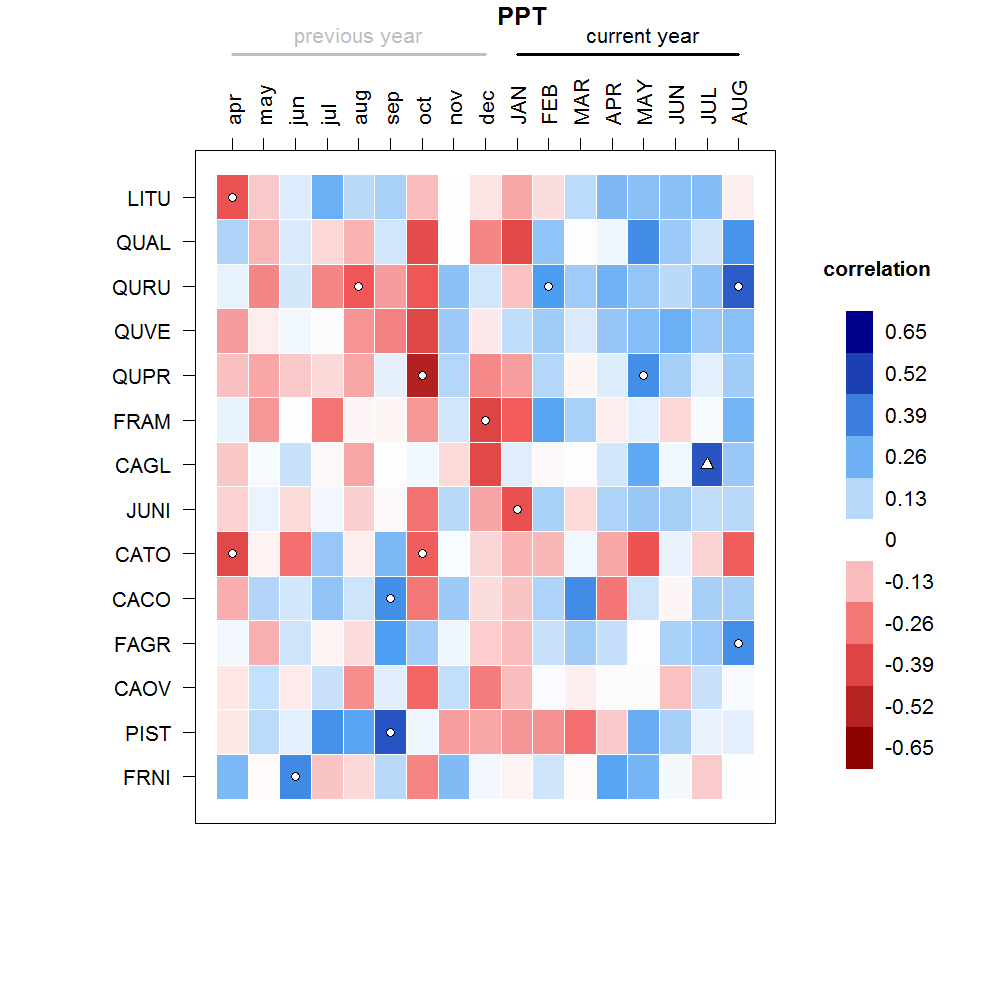 PPT
previous year
current year
apr may jun jul aug sep oct nov dec JAN FEB MAR APR MAY JUN JUL AUG
LITU
QUAL
QURU
QUVE
QUPR
FRAM
CAGL
JUNI
CATO
CACO
FAGR
CAOV
PIST
FRNI
correlation
0.65
0.52
0.39
0.26
0.13
0
-0.13
-0.26
-0.39
-0.52
-0.65